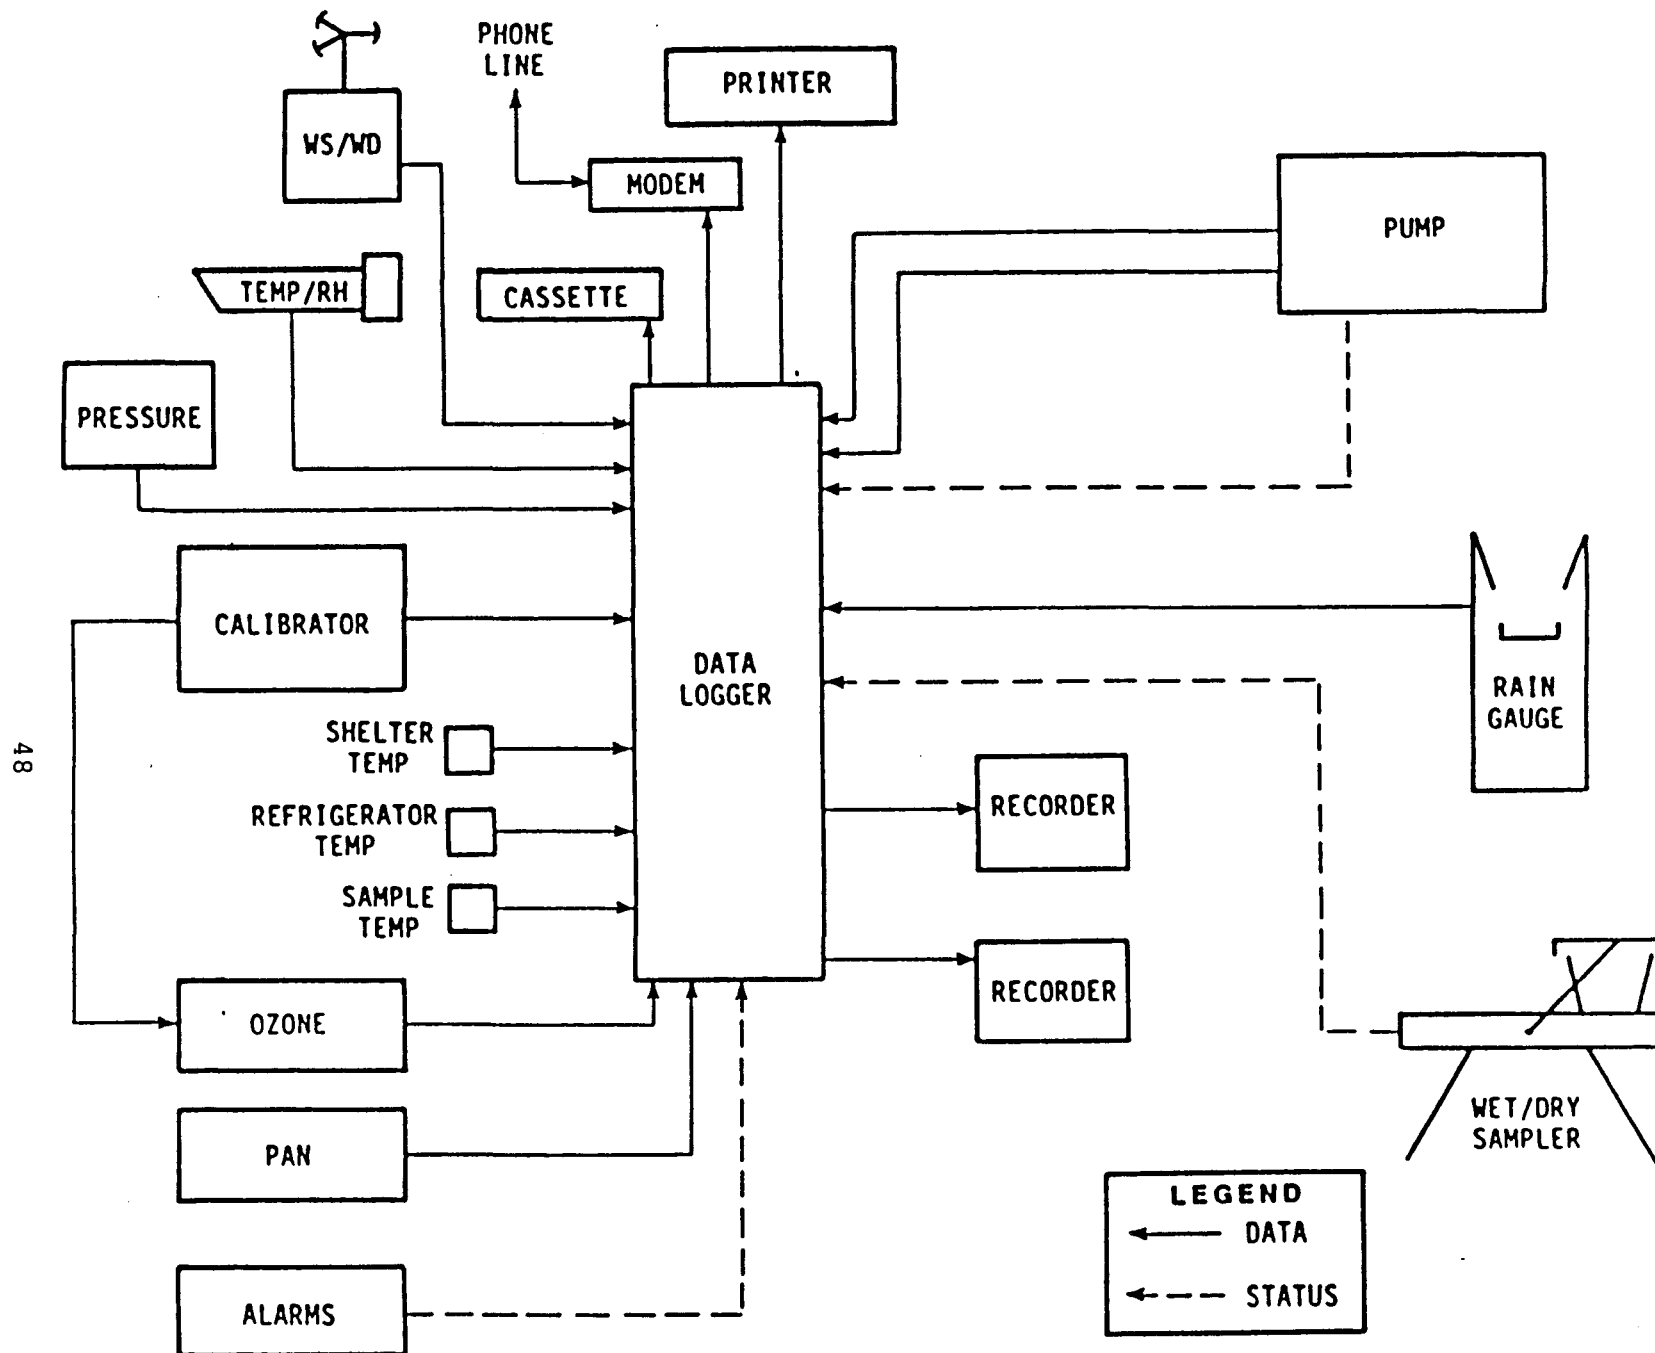 PHONE
LINE
PRINTER
WS/WD
MODEM
PUMP
TEMP/RH
CASSETTE
PRESSURE
CALIBRATOR
DATA
LOGGER
RAIN
GAUGE
SHELTER
TEMP
48
REFRIGERATOR
TEMP
RECORDER
SAMPLE
TEMP
RECORDER
OZONE
WET/DRY
SAMPLER
PAN
LEGEND
DATA
STATUS
ALARMS